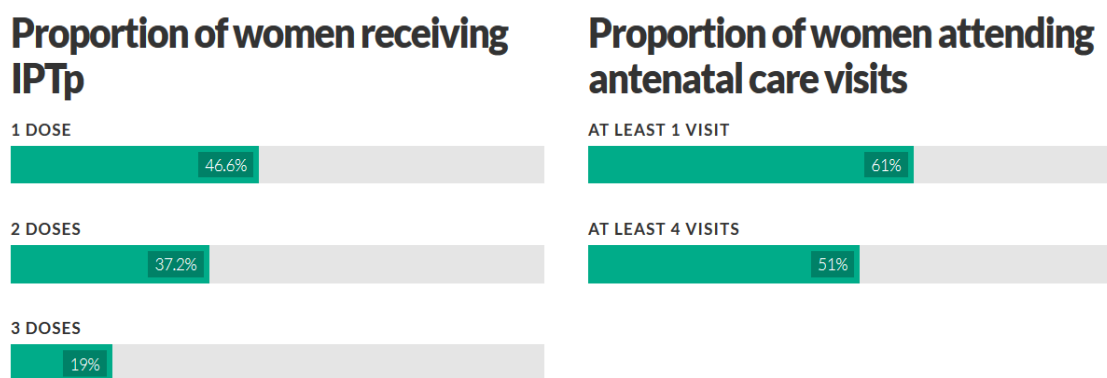 Proportion of women receiving
IPTp
1 DOSE
46.6%
2 DOSES
37.2%
3 DOSES
19%
Proportion of women attending
antenatal care visits
AT LEAST 1 VISIT
61%
AT LEAST 4 VISITS
51%